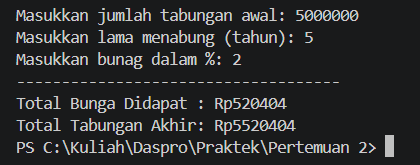 Masukkan jumlah tabungan awal: 5000000
Masukkan lama menabung (tahun): 5
Masukkan bunag dalam %: 2
-----------------------------------
Total Bunga Didapat : Rp520404
Total Tabungan Akhir: Rp5520404
PS C:\Kuliah\Daspro\Praktek\Pertemuan 2>